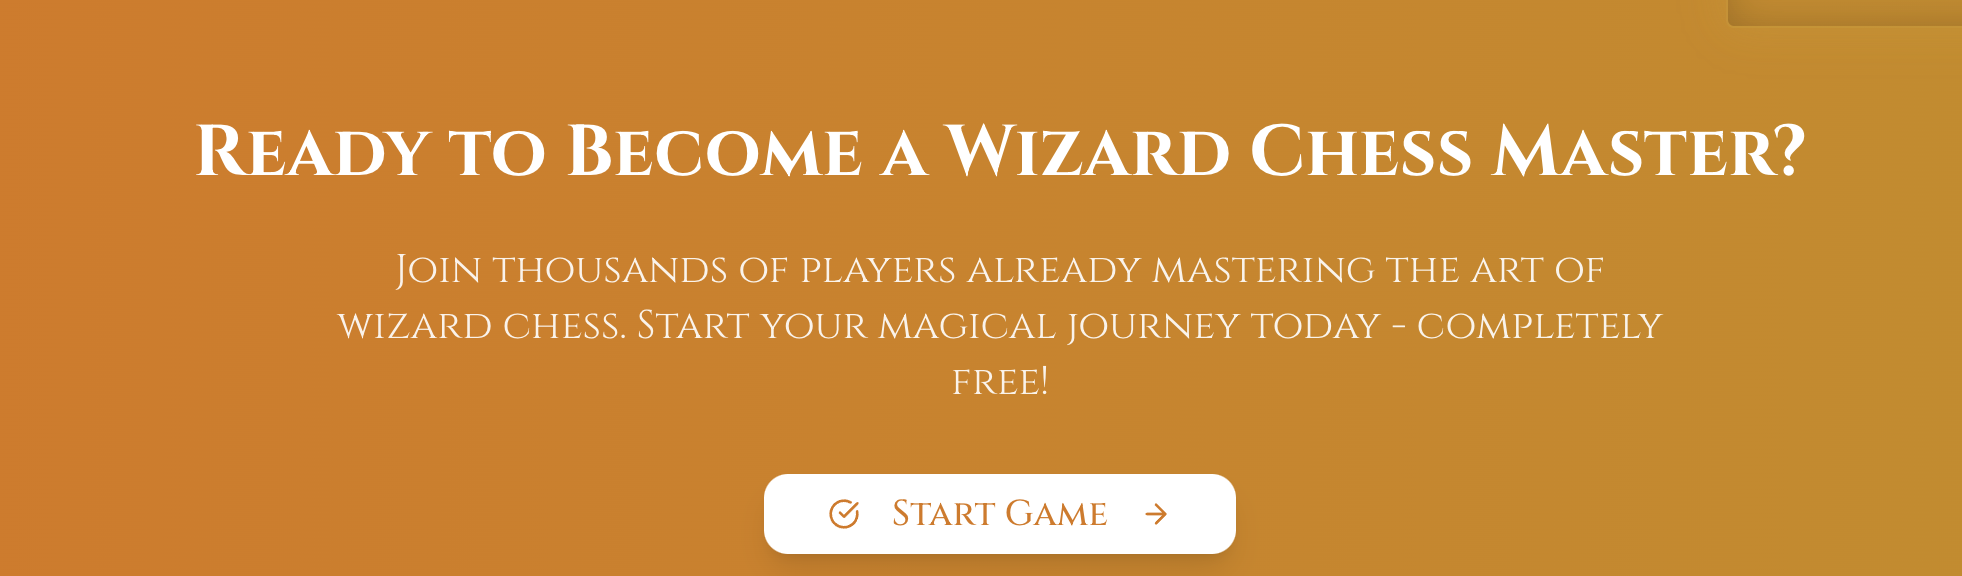 Ready to Become a Wizard Chess Master?
Join thousands of players already mastering the art of
wizard chess. Start your magical journey today - completely
free!
Start Game